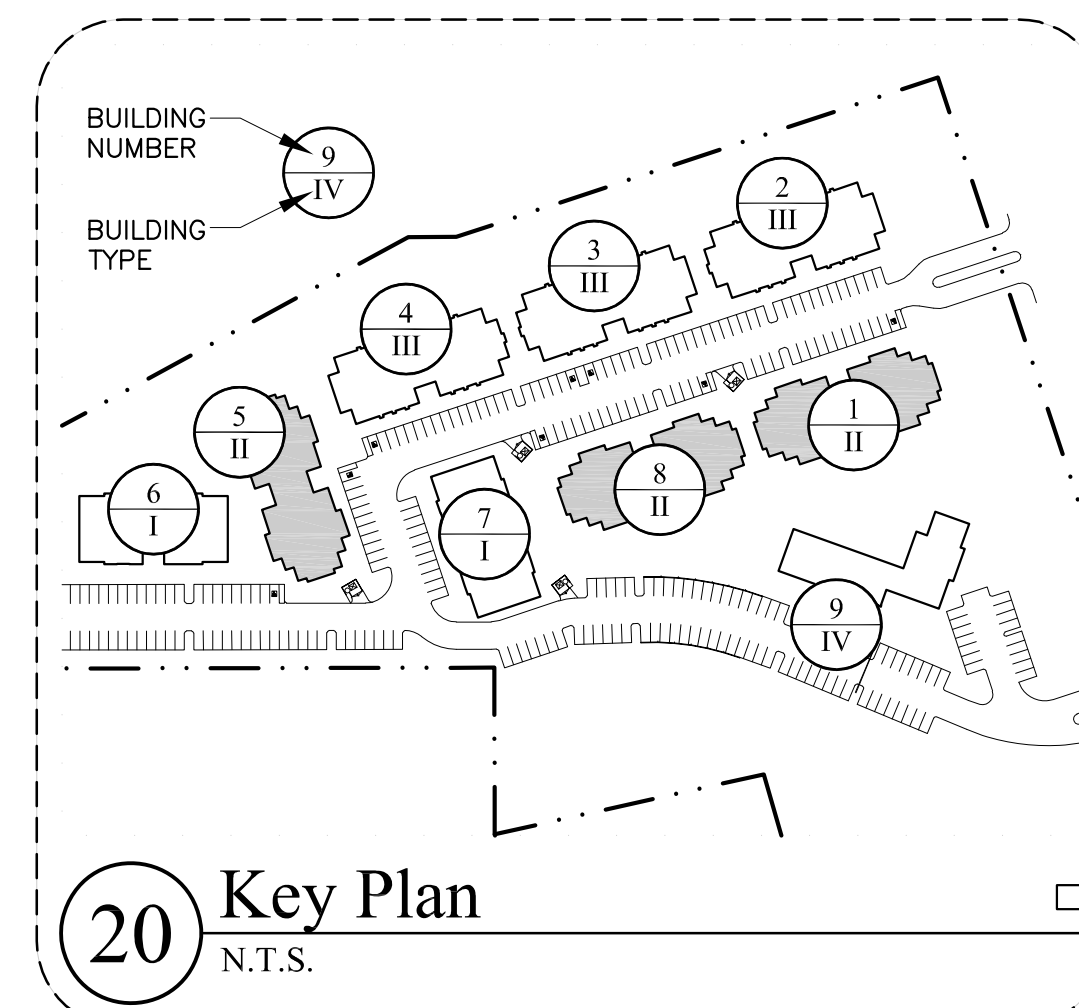 BUILDING
NUMBER
9
IV
BUILDING
TYPE
2
III
3
III
4
III
5
II
1
II
6
I
8
II
7
I
9
IV
20
Key Plan
N.T.S.